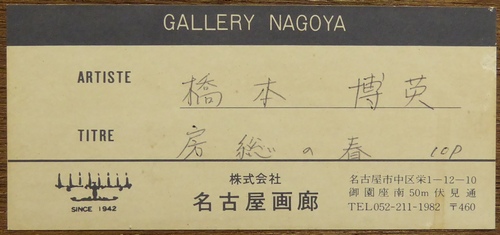 GALLERY NAGOYA
ARTISTE 橋本 博英
TITRE 房総の春 10P
SINCE 1942
株式会社
名古屋画廊
名古屋市中区栄1-12-10
御園座南50m伏見通
TEL052-211-1982 〒460